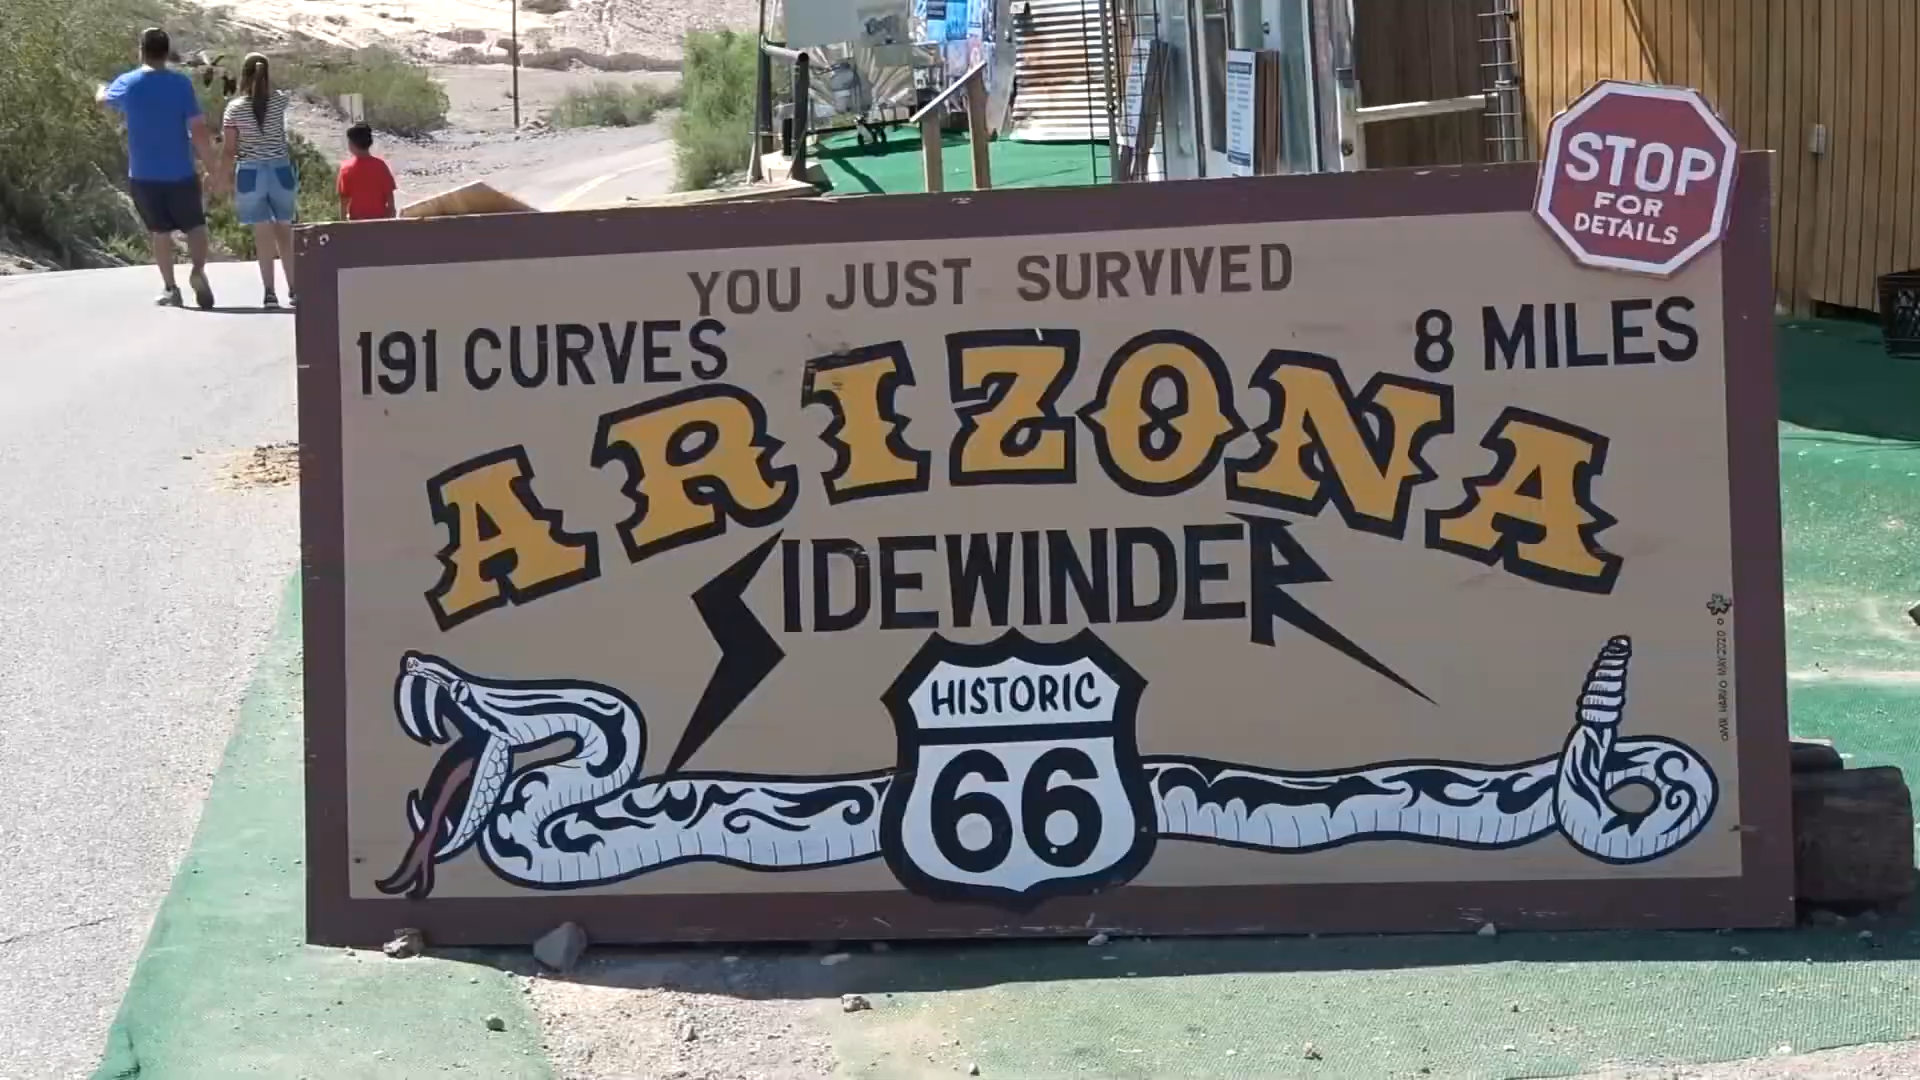 STOP
FOR
DETAILS
YOU JUST SURVIVED
191 CURVES
8 MILES
ARIZONA
SIDEWINDER
HISTORIC
66